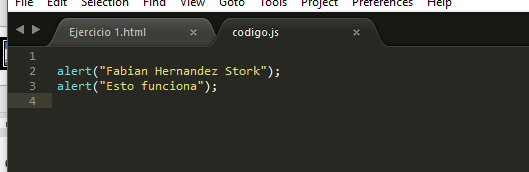 File Edit Selection Find View Goto Tools Project Preferences Help
Ejercicio 1.html × codigo.js ×
1
2 alert("Fabian Hernandez Stork");
3 alert("Esto funciona");
4